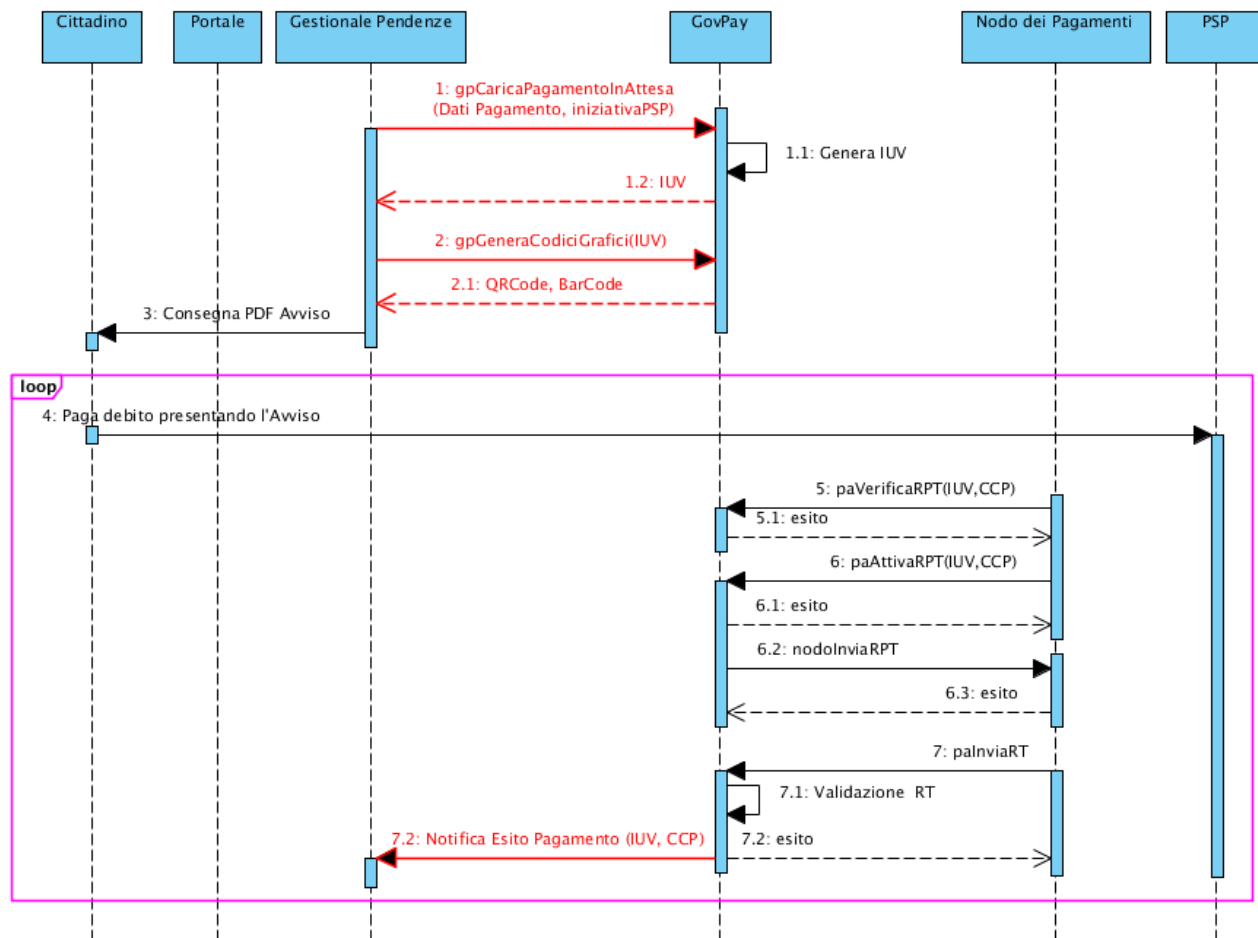 Cittadino
Portale
Gestionale Pendenze
GovPay
Nodo dei Pagamenti
PSP
1: gpCaricaPagamentoInAttesa
(Dati Pagamento, iniziativaPSP)
1.1: Genera IUV
1.2: IUV
2: gpGeneraCodiciGrafici(IUV)
2.1: QRCode, BarCode
3: Consegna PDF Avviso
loop
4: Paga debito presentando l'Avviso
5: paVerificaRPT(IUV,CCP)
5.1: esito
6: paAttivaRPT(IUV,CCP)
6.1: esito
6.2: nodoInviaRPT
6.3: esito
7: paInviaRT
7.1: Validazione RT
7.2: Notifica Esito Pagamento (IUV, CCP)
7.2: esito